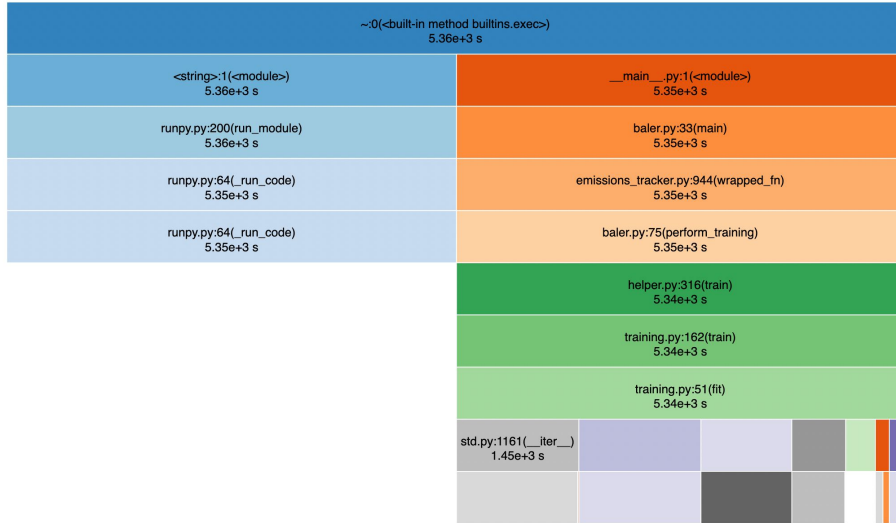 ~:0(<built-in method builtins.exec>)
5.36e+3 s
<string>:1(<module>)
5.36e+3 s
__main__.py:1(<module>)
5.35e+3 s
runpy.py:200(run_module)
5.36e+3 s
baler.py:33(main)
5.35e+3 s
runpy.py:64(_run_code)
5.35e+3 s
emissions_tracker.py:944(wrapped_fn)
5.35e+3 s
runpy.py:64(_run_code)
5.35e+3 s
baler.py:75(perform_training)
5.35e+3 s
helper.py:316(train)
5.34e+3 s
training.py:162(train)
5.34e+3 s
training.py:51(fit)
5.34e+3 s
std.py:1161(__iter__)
1.45e+3 s